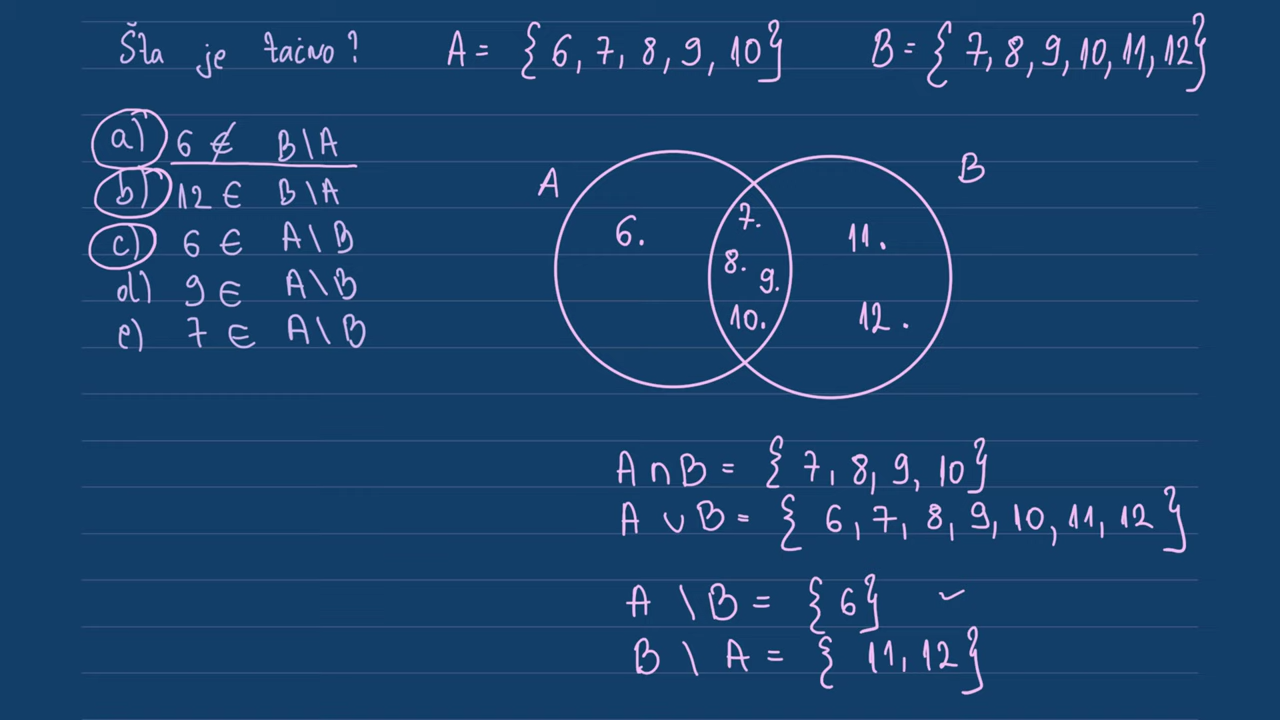 Šta je tačno? A = {6, 7, 8, 9, 10} B = {7, 8, 9, 10, 11, 12}
a) 6 ∉ B \ A
b) 12 ∈ B \ A
c) 6 ∈ A \ B
d) 9 ∈ A \ B
e) 7 ∈ A \ B
A B
6. 7. 11.
8. 9.
10. 12.
A ∩ B = {7, 8, 9, 10}
A ∪ B = {6, 7, 8, 9, 10, 11, 12}
A \ B = {6}
B \ A = {11, 12}